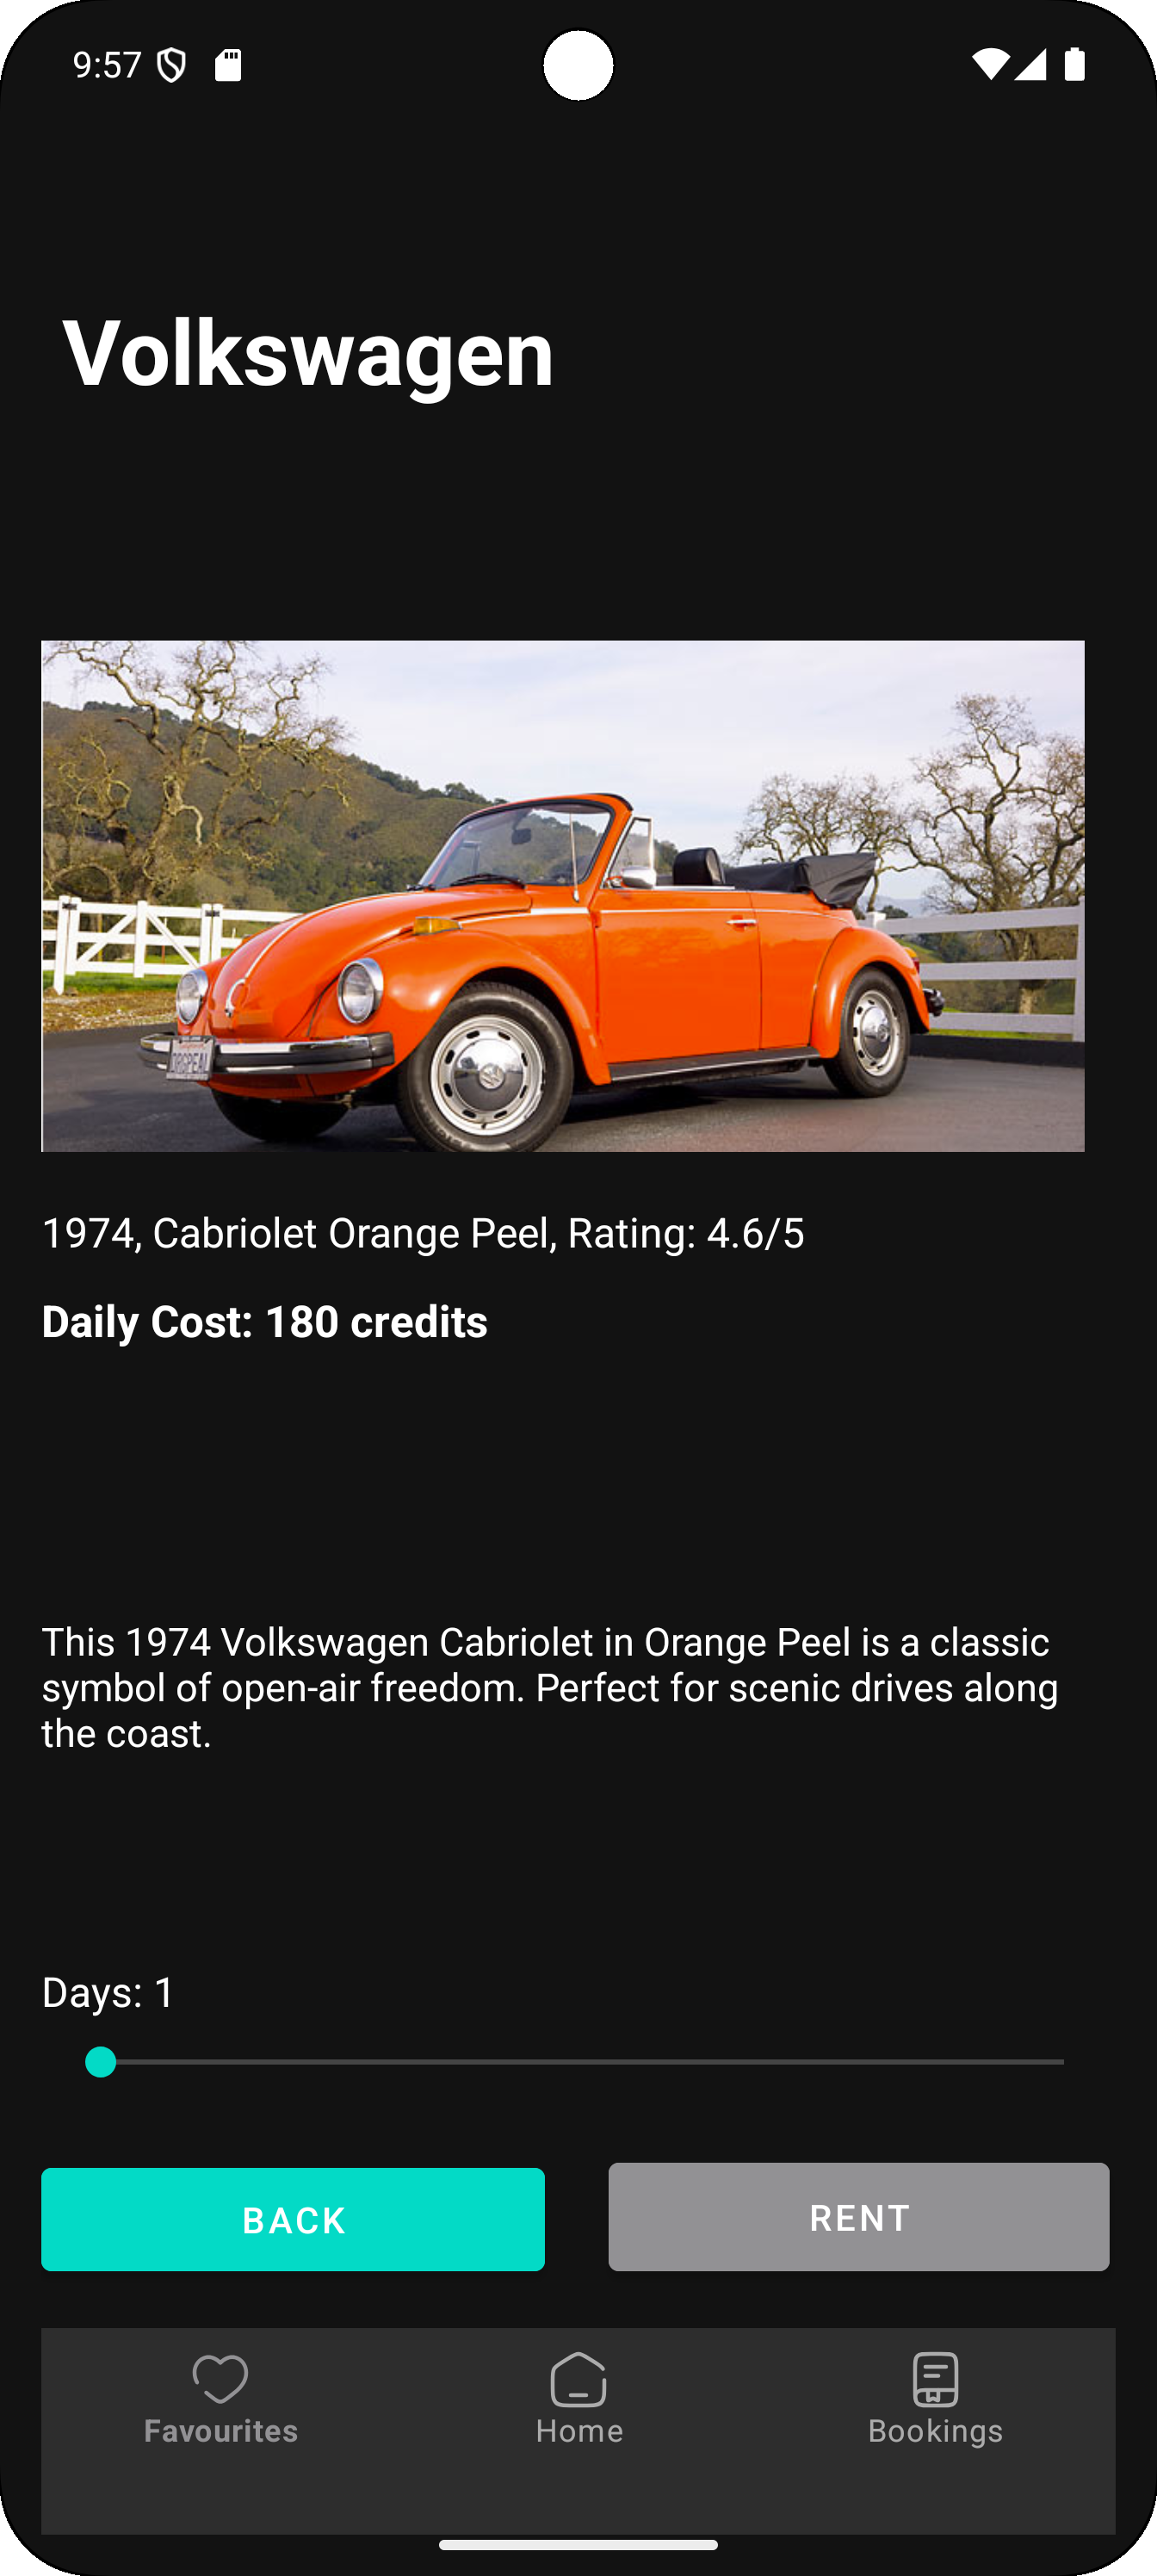 9:57
Volkswagen
1974, Cabriolet Orange Peel, Rating: 4.6/5
Daily Cost: 180 credits
This 1974 Volkswagen Cabriolet in Orange Peel is a classic
symbol of open-air freedom. Perfect for scenic drives along
the coast.
Days: 1
BACK
RENT
Favourites
Home
Bookings